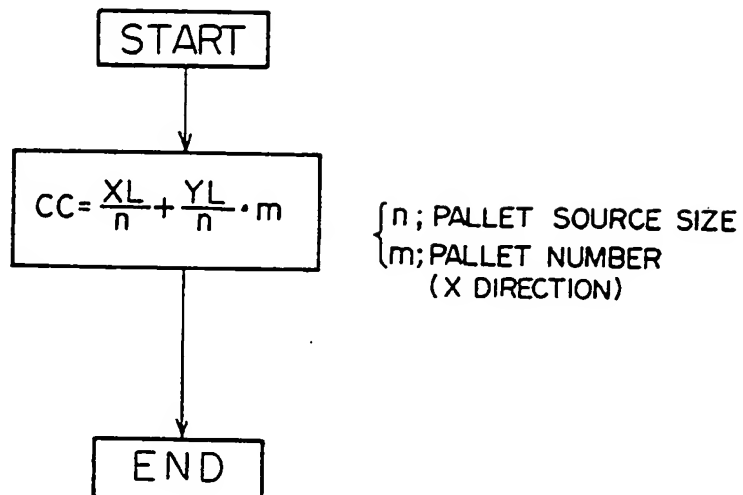 START
CC = XL/n + YL/n · m
n; PALLET SOURCE SIZE
m; PALLET NUMBER
(X DIRECTION)
END